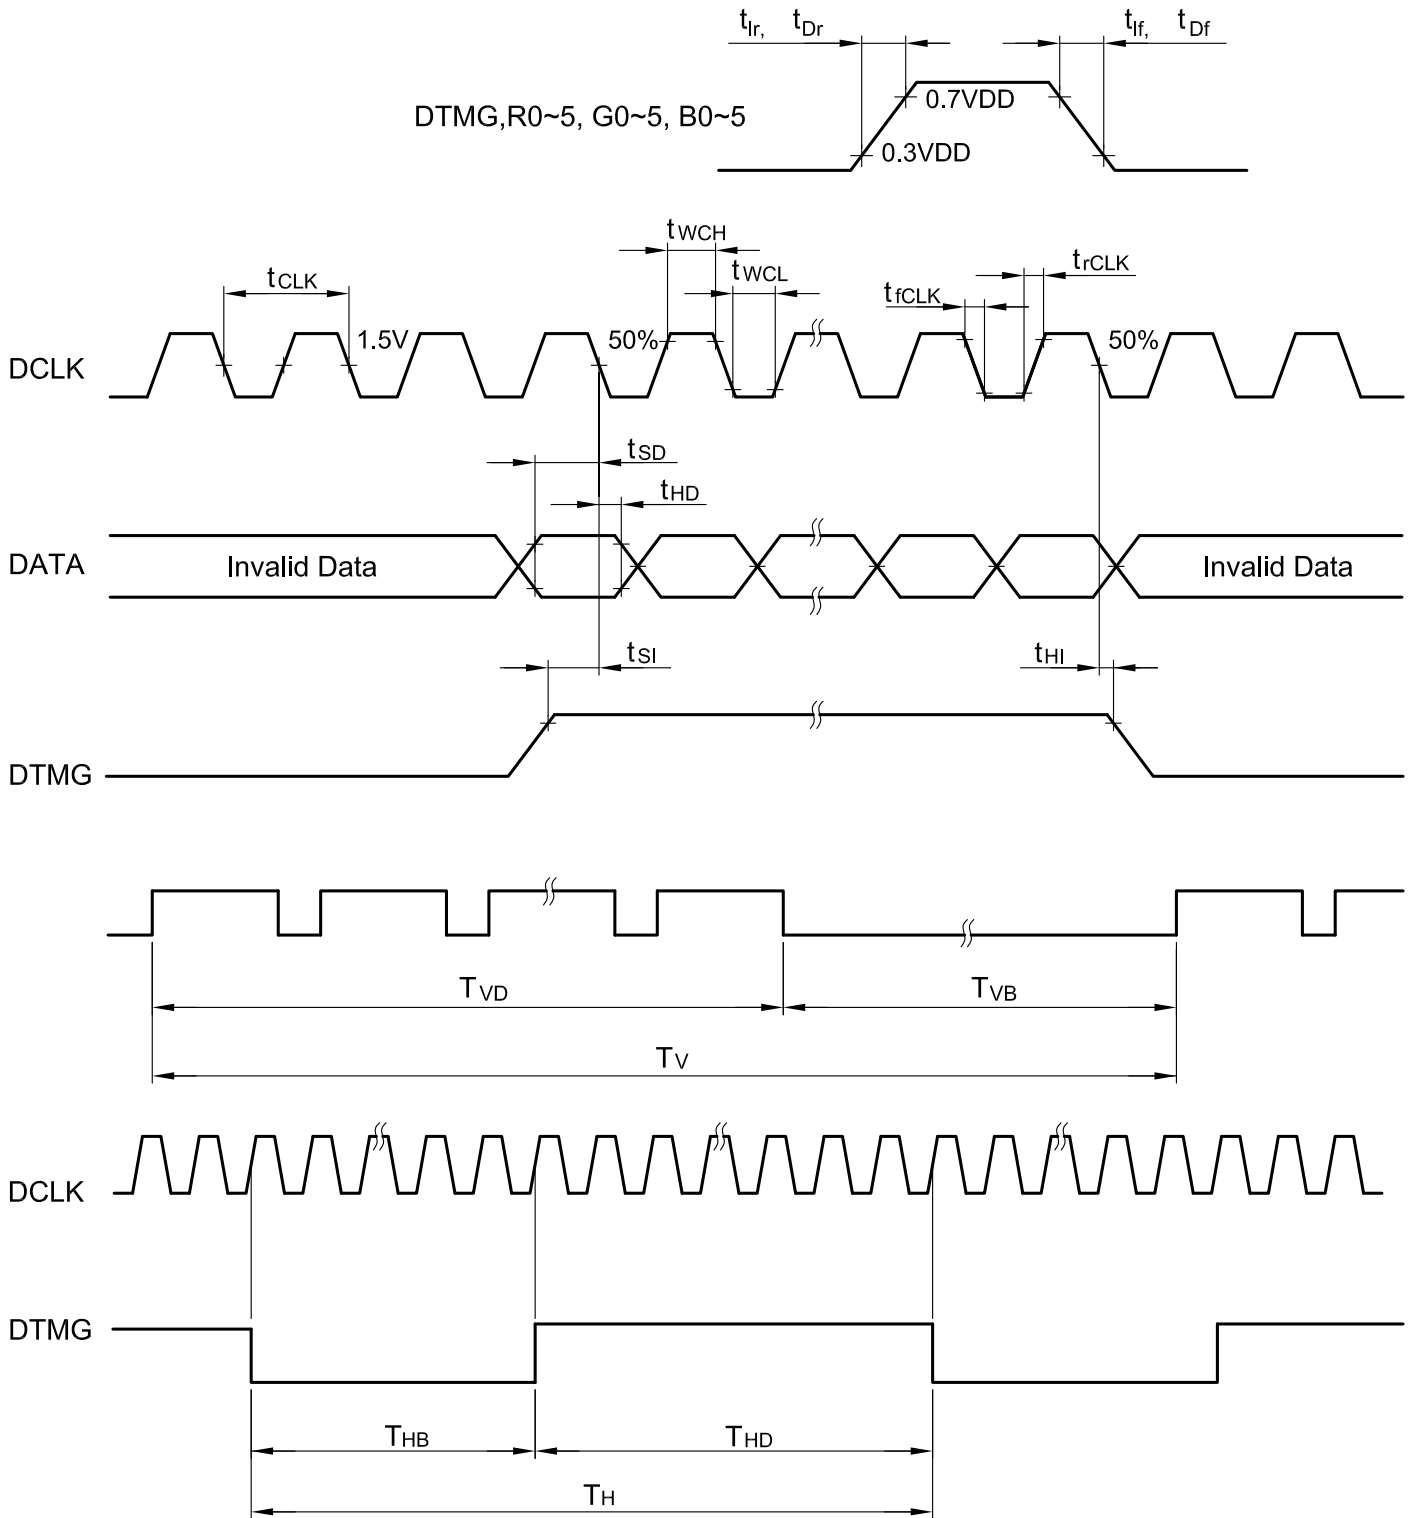 tIr, tDr tIf, tDf
DTMG,R0~5, G0~5, B0~5
0.7VDD
0.3VDD
tWCH
tCLK tWCL tfCLK trCLK
1.5V 50% 50%
DCLK
tSD
tHD
DATA Invalid Data Invalid Data
tSI tHI
DTMG
TVD TVB
TV
DCLK
DTMG
THB THD
TH